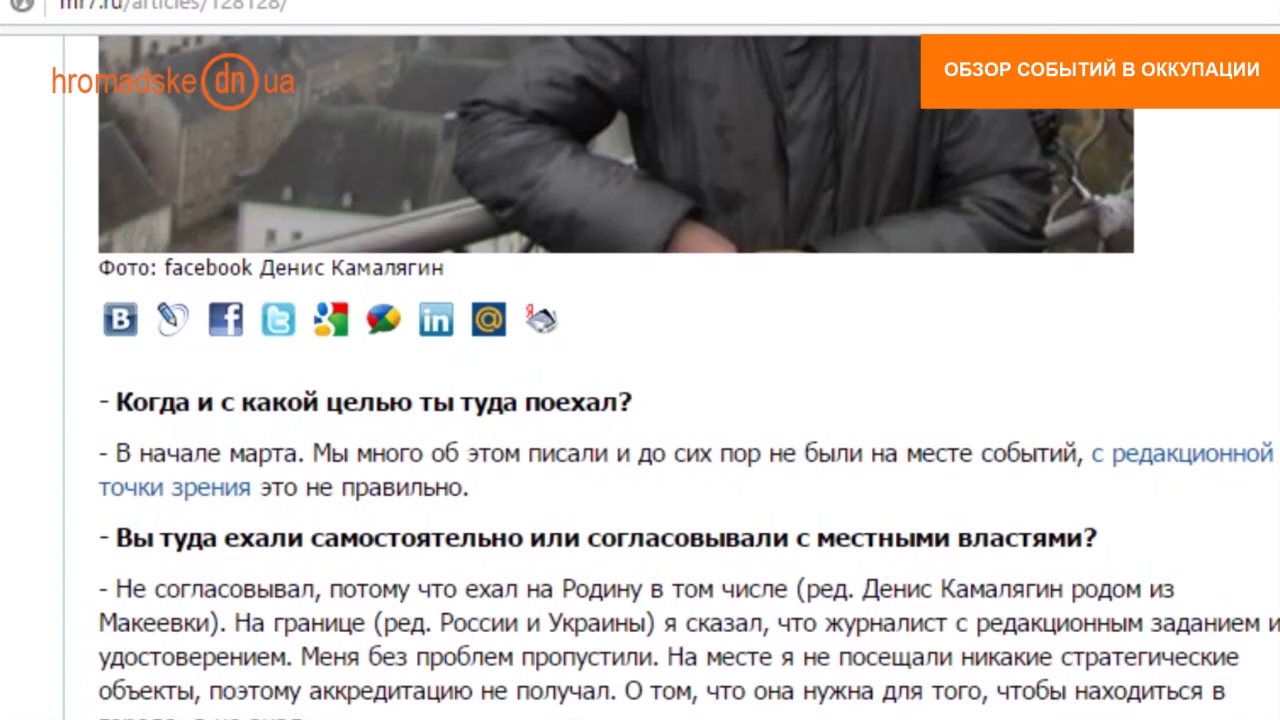 mr7.ru/articles/128128/
hromadske dn ua
ОБЗОР СОБЫТИЙ В ОККУПАЦИИ
Фото: facebook Денис Камалягин
- Когда и с какой целью ты туда поехал?
- В начале марта. Мы много об этом писали и до сих пор не были на месте событий, с редакционной
точки зрения это не правильно.
- Вы туда ехали самостоятельно или согласовывали с местными властями?
- Не согласовывал, потому что ехал на Родину в том числе (ред. Денис Камалягин родом из
Макеевки). На границе (ред. России и Украины) я сказал, что журналист с редакционным заданием и
удостоверением. Меня без проблем пропустили. На месте я не посещали никакие стратегические
объекты, поэтому аккредитацию не получал. О том, что она нужна для того, чтобы находиться в